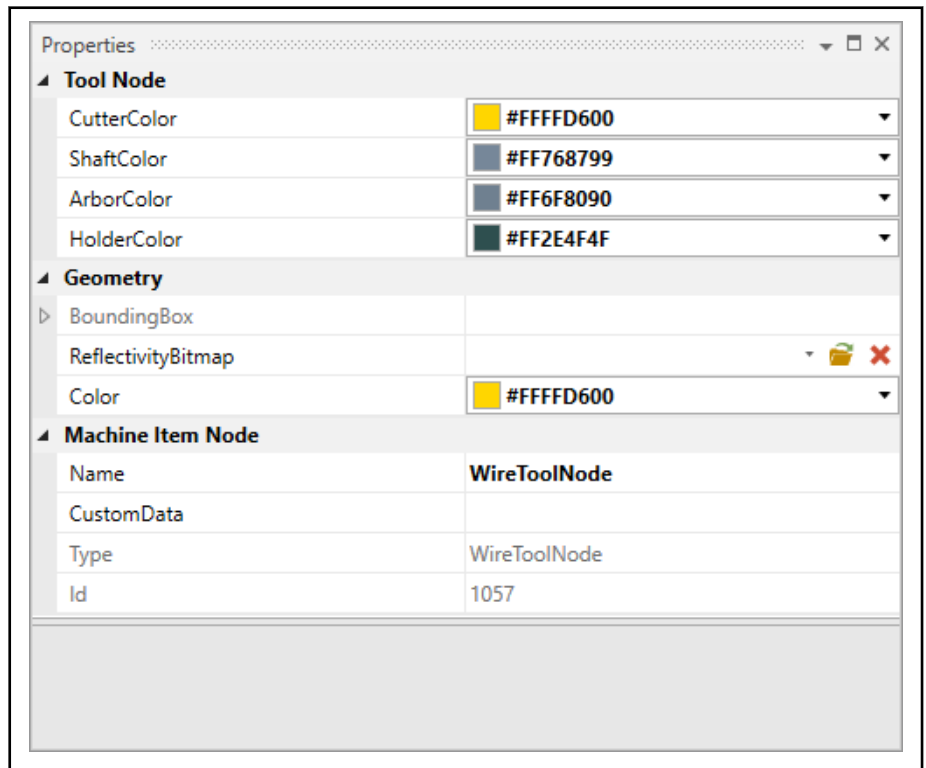 Properties
Tool Node
CutterColor #FFFFD600
ShaftColor #FF768799
ArborColor #FF6F8090
HolderColor #FF2E4F4F
Geometry
BoundingBox
ReflectivityBitmap
Color #FFFFD600
Machine Item Node
Name WireToolNode
CustomData
Type WireToolNode
Id 1057